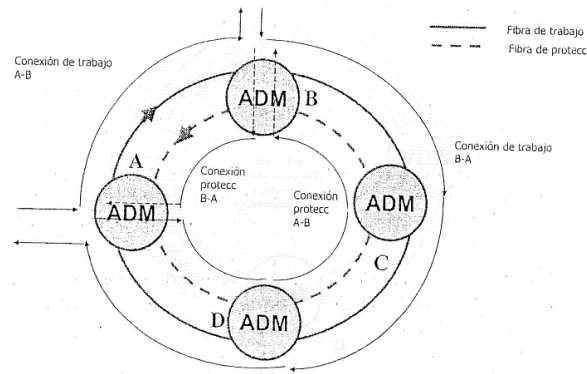 Fibra de trabajo
Fibra de protecc
Conexión de trabajo
A-B
ADM
B
Conexión de trabajo
B-A
A
Conexión
protecc
B-A
Conexión
protecc
A-B
ADM
ADM
C
D
ADM